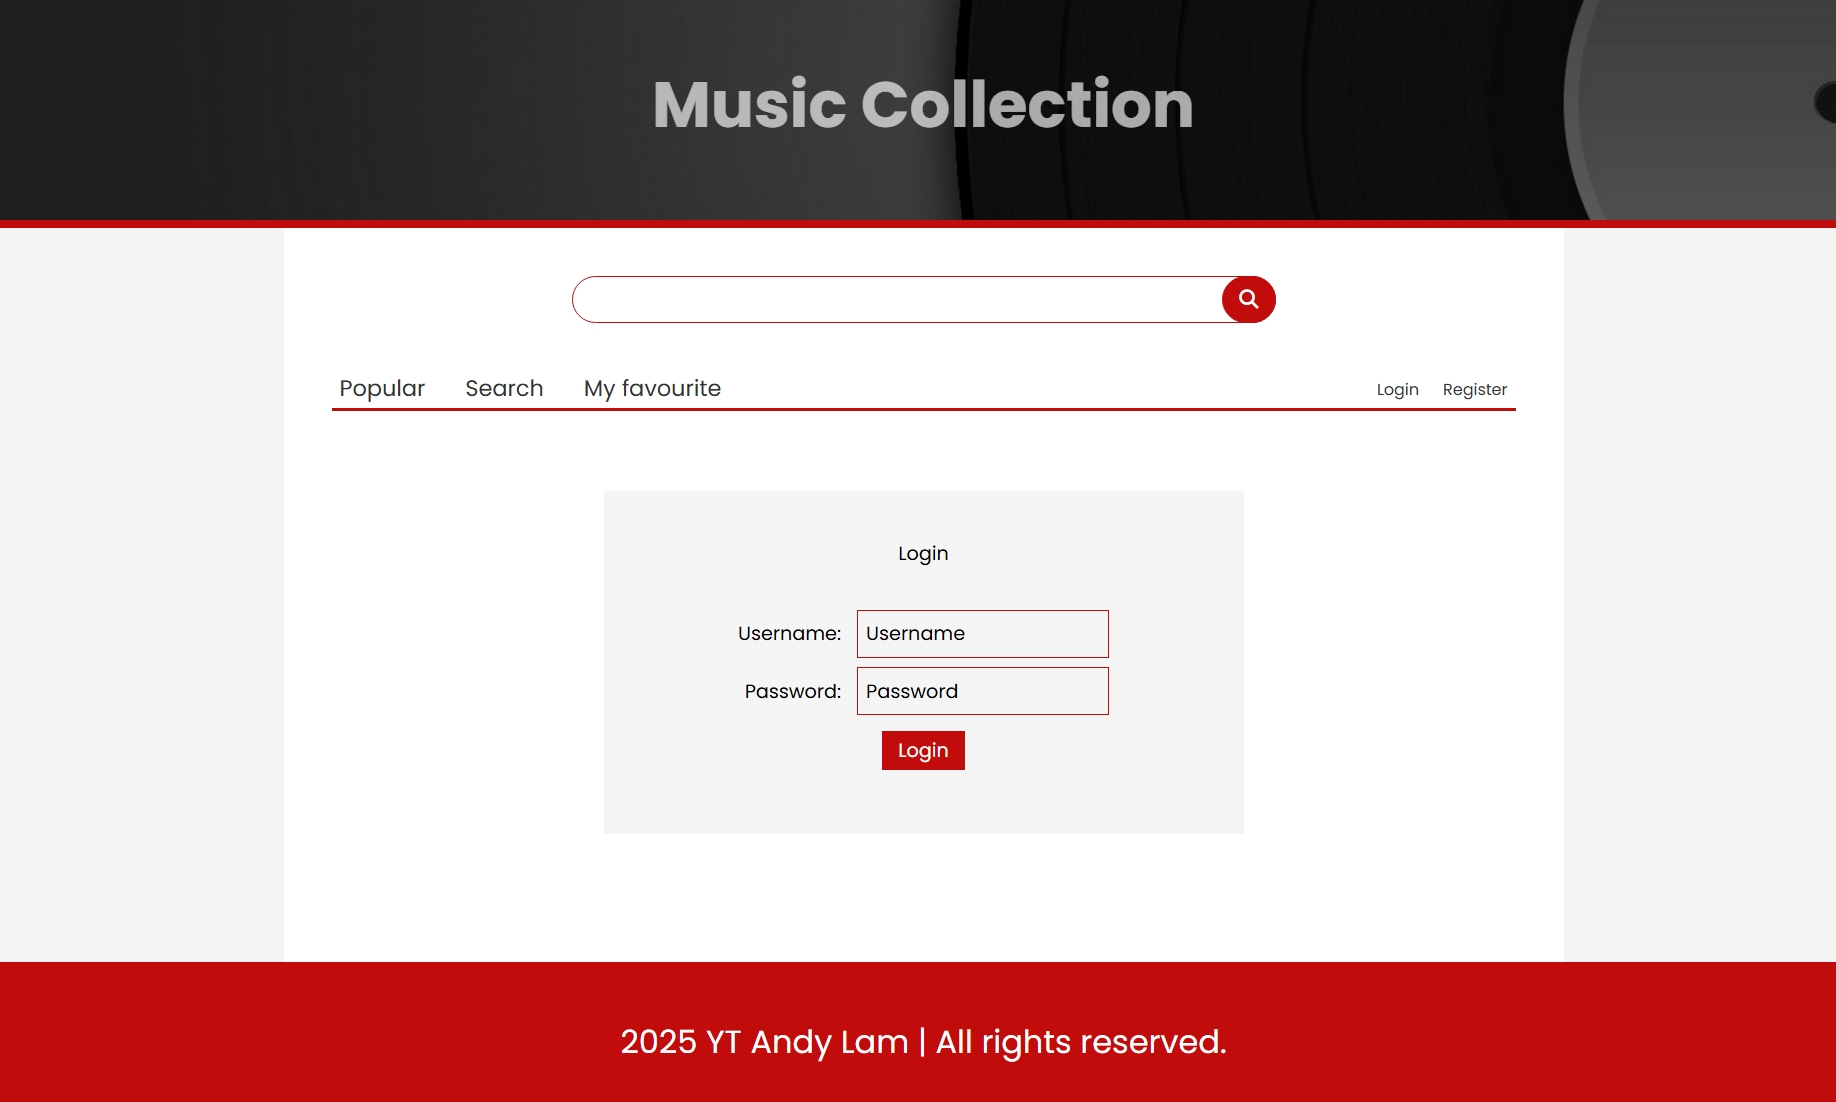 Music Collection
Popular Search My favourite Login Register
Login
Username: Username
Password: Password
Login
2025 YT Andy Lam | All rights reserved.